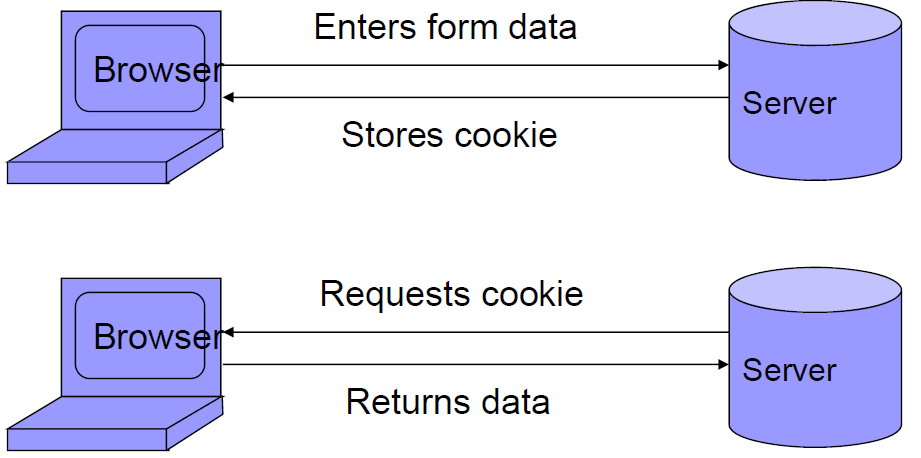 Enters form data
Browser
Server
Stores cookie
Requests cookie
Browser
Server
Returns data